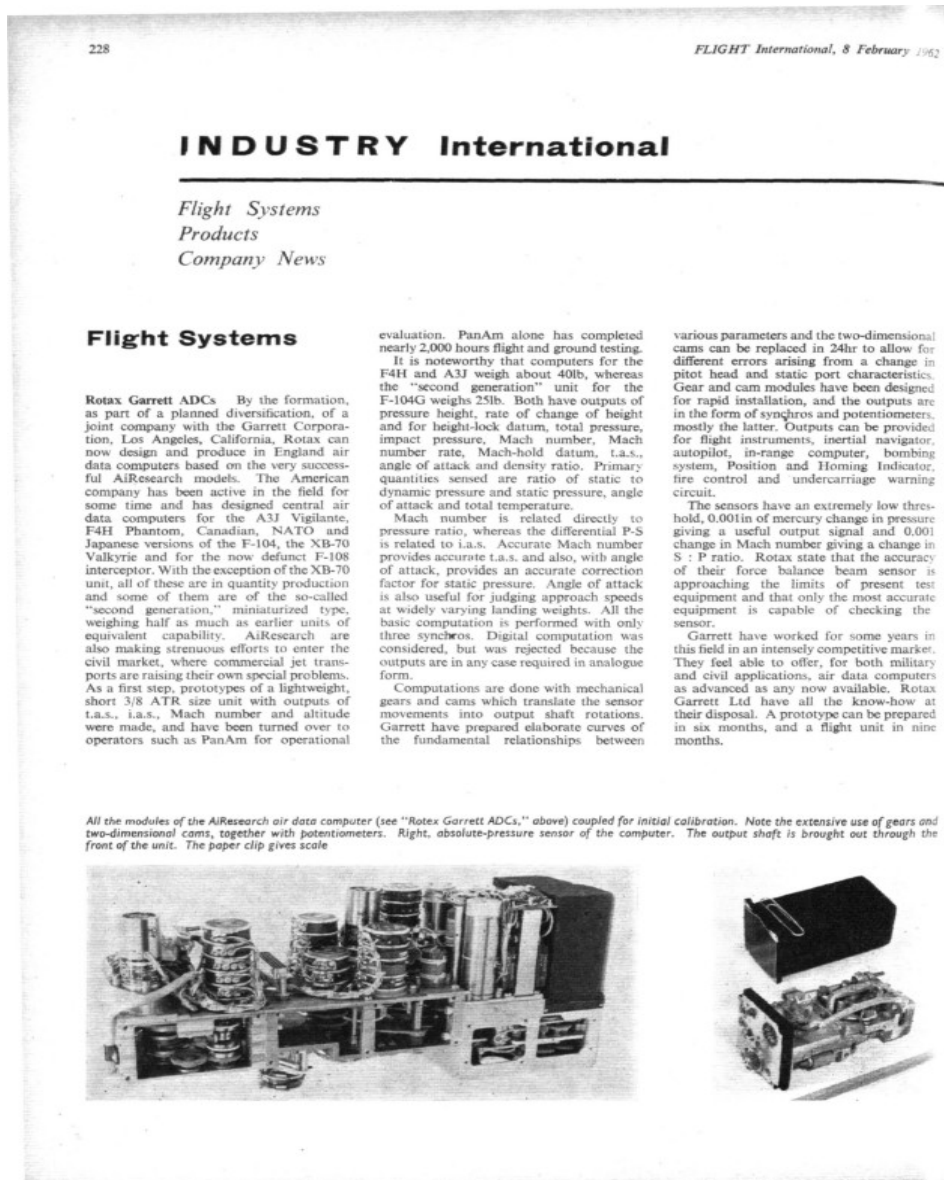 228
FLIGHT International, 8 February 1962
INDUSTRY International
Flight Systems
Products
Company News
Flight Systems
Rotax Garrett ADCs By the formation,
as part of a planned diversification, of a
joint company with the Garrett Corpora-
tion, Los Angeles, California, Rotax can
now design and produce in England air
data computers based on the very success-
ful AiResearch models. The American
company has been active in the field for
some time and has designed central air
data computers for the A3J Vigilante,
F4H Phantom, Canadian, NATO and
Japanese versions of the F-104, the XB-70
Valkyrie and for the now defunct F-108
interceptor. With the exception of the XB-70
unit, all of these are in quantity production
and some of them are of the so-called
"second generation," miniaturized type,
weighing half as much as earlier units of
equivalent capability. AiResearch are
also making strenuous efforts to enter the
civil market, where commercial jet trans-
ports are raising their own special problems.
As a first step, prototypes of a lightweight,
short 3/8 ATR size unit with outputs of
t.a.s., i.a.s., Mach number and altitude
were made, and have been turned over to
operators such as PanAm for operational
evaluation. PanAm alone has completed
nearly 2,000 hours flight and ground testing.
It is noteworthy that computers for the
F4H and A3J weigh about 40lb, whereas
the "second generation" unit for the
F-104G weighs 25lb. Both have outputs of
pressure height, rate of change of height
and for height-lock datum, total pressure,
impact pressure, Mach number, Mach
number rate, Mach-hold datum, t.a.s.,
angle of attack and density ratio. Primary
quantities sensed are ratio of static to
dynamic pressure and static pressure, angle
of attack and total temperature.
Mach number is related directly to
pressure ratio, whereas the differential P-S
is related to i.a.s. Accurate Mach number
provides accurate t.a.s. and also, with angle
of attack, provides an accurate correction
factor for static pressure. Angle of attack
is also useful for judging approach speeds
at widely varying landing weights. All the
basic computation is performed with only
three synchros. Digital computation was
considered, but was rejected because the
outputs are in any case required in analogue
form.
Computations are done with mechanical
gears and cams which translate the sensor
movements into output shaft rotations.
Garrett have prepared elaborate curves of
the fundamental relationships between
various parameters and the two-dimensional
cams can be replaced in 24hr to allow for
different errors arising from a change in
pitot head and static port characteristics.
Gear and cam modules have been designed
for rapid installation, and the outputs are
in the form of synchros and potentiometers,
mostly the latter. Outputs can be provided
for flight instruments, inertial navigator,
autopilot, in-range computer, bombing
system, Position and Homing Indicator,
fire control and undercarriage warning
circuit.
The sensors have an extremely low thres-
hold, 0.001in of mercury change in pressure
giving a useful output signal and 0.001
change in Mach number giving a change in
S : P ratio. Rotax state that the accuracy
of their force balance beam sensor is
approaching the limits of present test
equipment and that only the most accurate
equipment is capable of checking the
sensor.
Garrett have worked for some years in
this field in an intensely competitive market.
They feel able to offer, for both military
and civil applications, air data computers
as advanced as any now available. Rotax
Garrett Ltd have all the know-how at
their disposal. A prototype can be prepared
in six months, and a flight unit in nine
months.
All the modules of the AiResearch air data computer (see "Rotex Garrett ADCs," above) coupled for initial calibration. Note the extensive use of gears and
two-dimensional cams, together with potentiometers. Right, absolute-pressure sensor of the computer. The output shaft is brought out through the
front of the unit. The paper clip gives scale